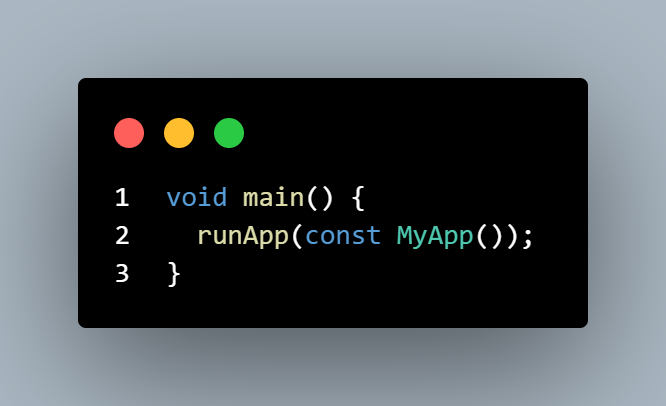 1 void main() {
2   runApp(const MyApp());
3 }